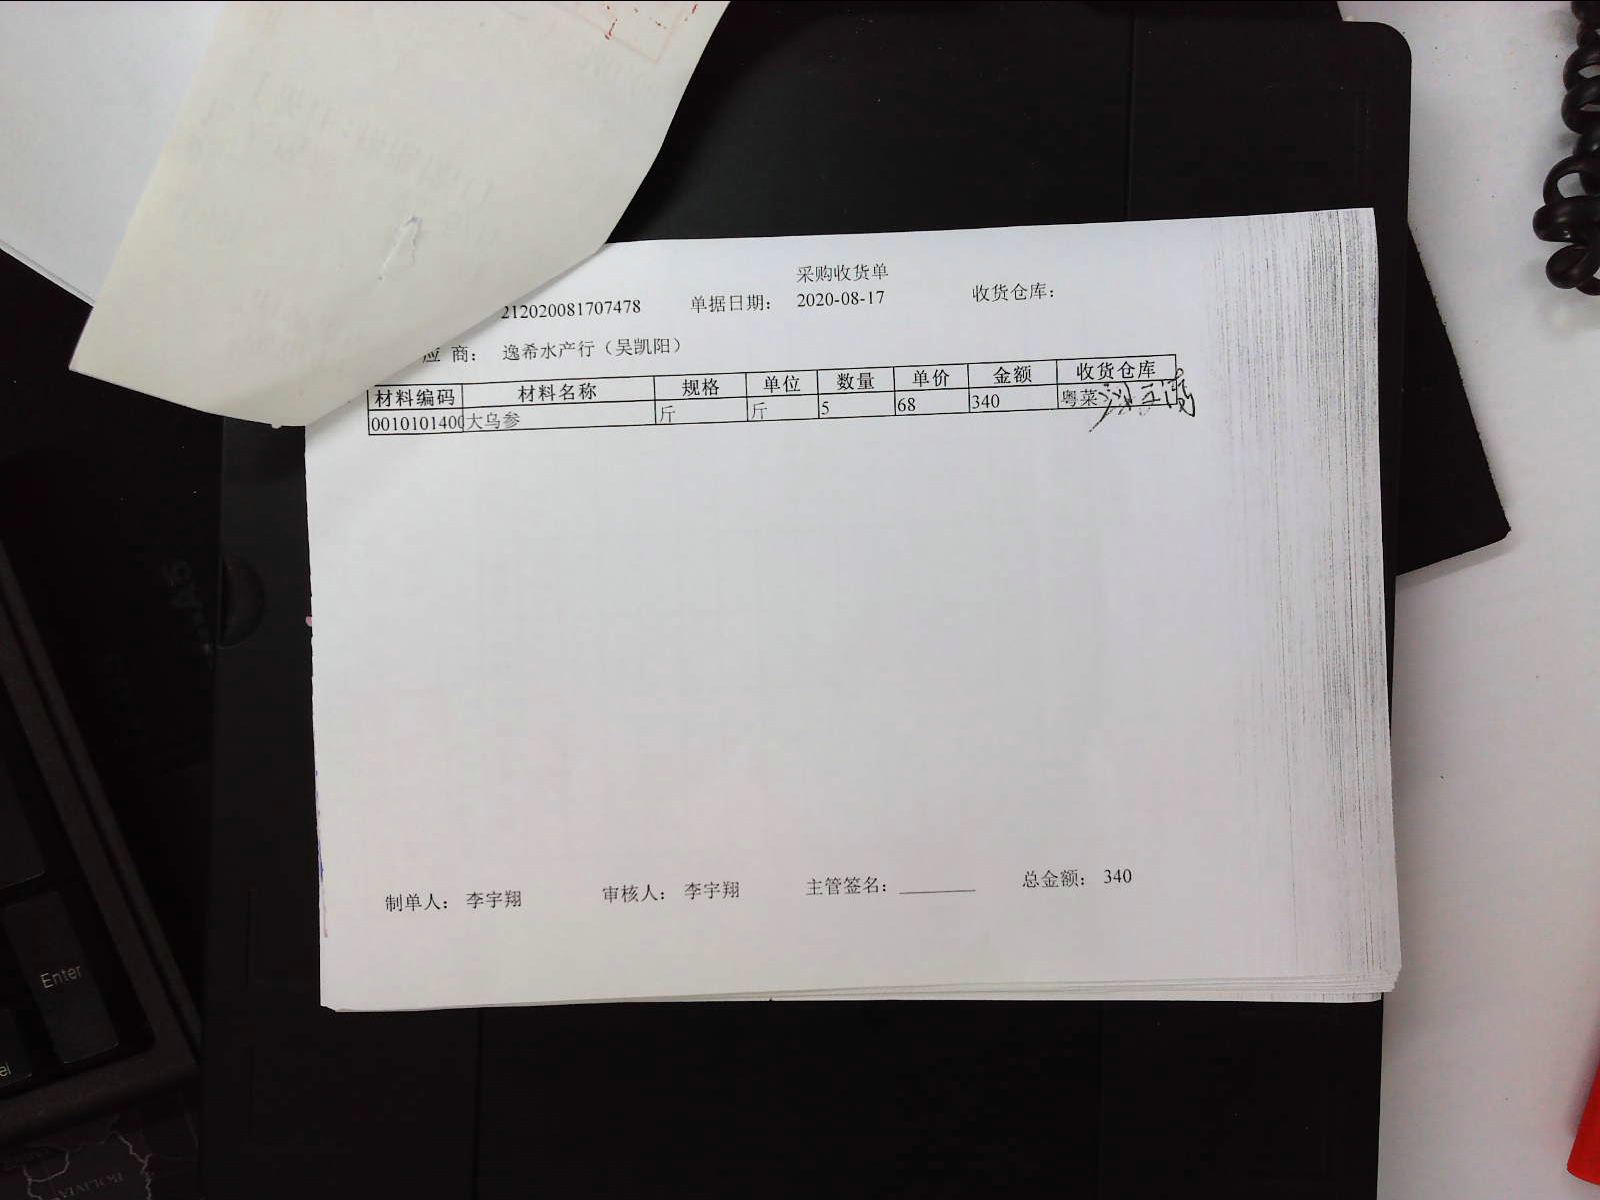 采购收货单
212020081707478 单据日期： 2020-08-17 收货仓库：
应 商： 逸希水产行（吴凯阳）
材料编码 材料名称 规格 单位 数量 单价 金额 收货仓库
0010101400 大乌参 斤 斤 5 68 340 粤菜
制单人： 李宇翔 审核人： 李宇翔 主管签名： 总金额： 340
Enter